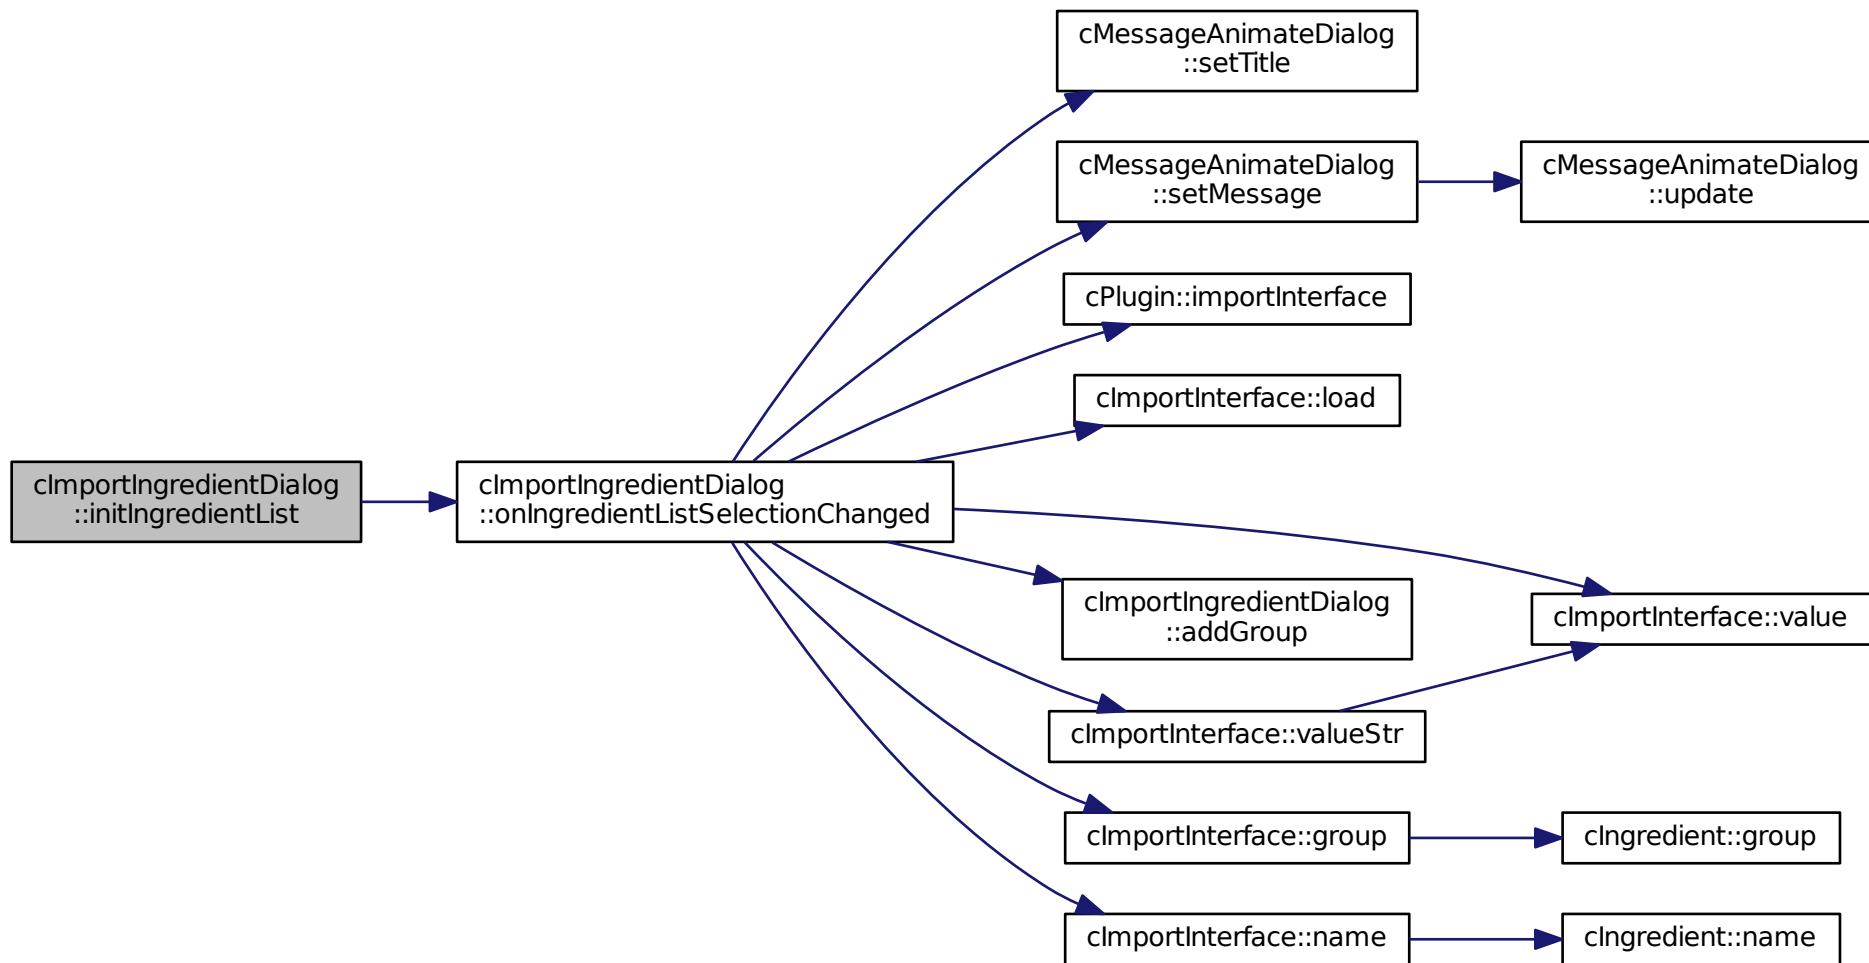 cMessageAnimateDialog
::setTitle
cMessageAnimateDialog
::setMessage
cMessageAnimateDialog
::update
cPlugin::importInterface
cImportInterface::load
cImportIngredientDialog
::initIngredientList
cImportIngredientDialog
::onIngredientListSelectionChanged
cImportIngredientDialog
::addGroup
cImportInterface::value
cImportInterface::valueStr
cImportInterface::group
cIngredient::group
cImportInterface::name
cIngredient::name